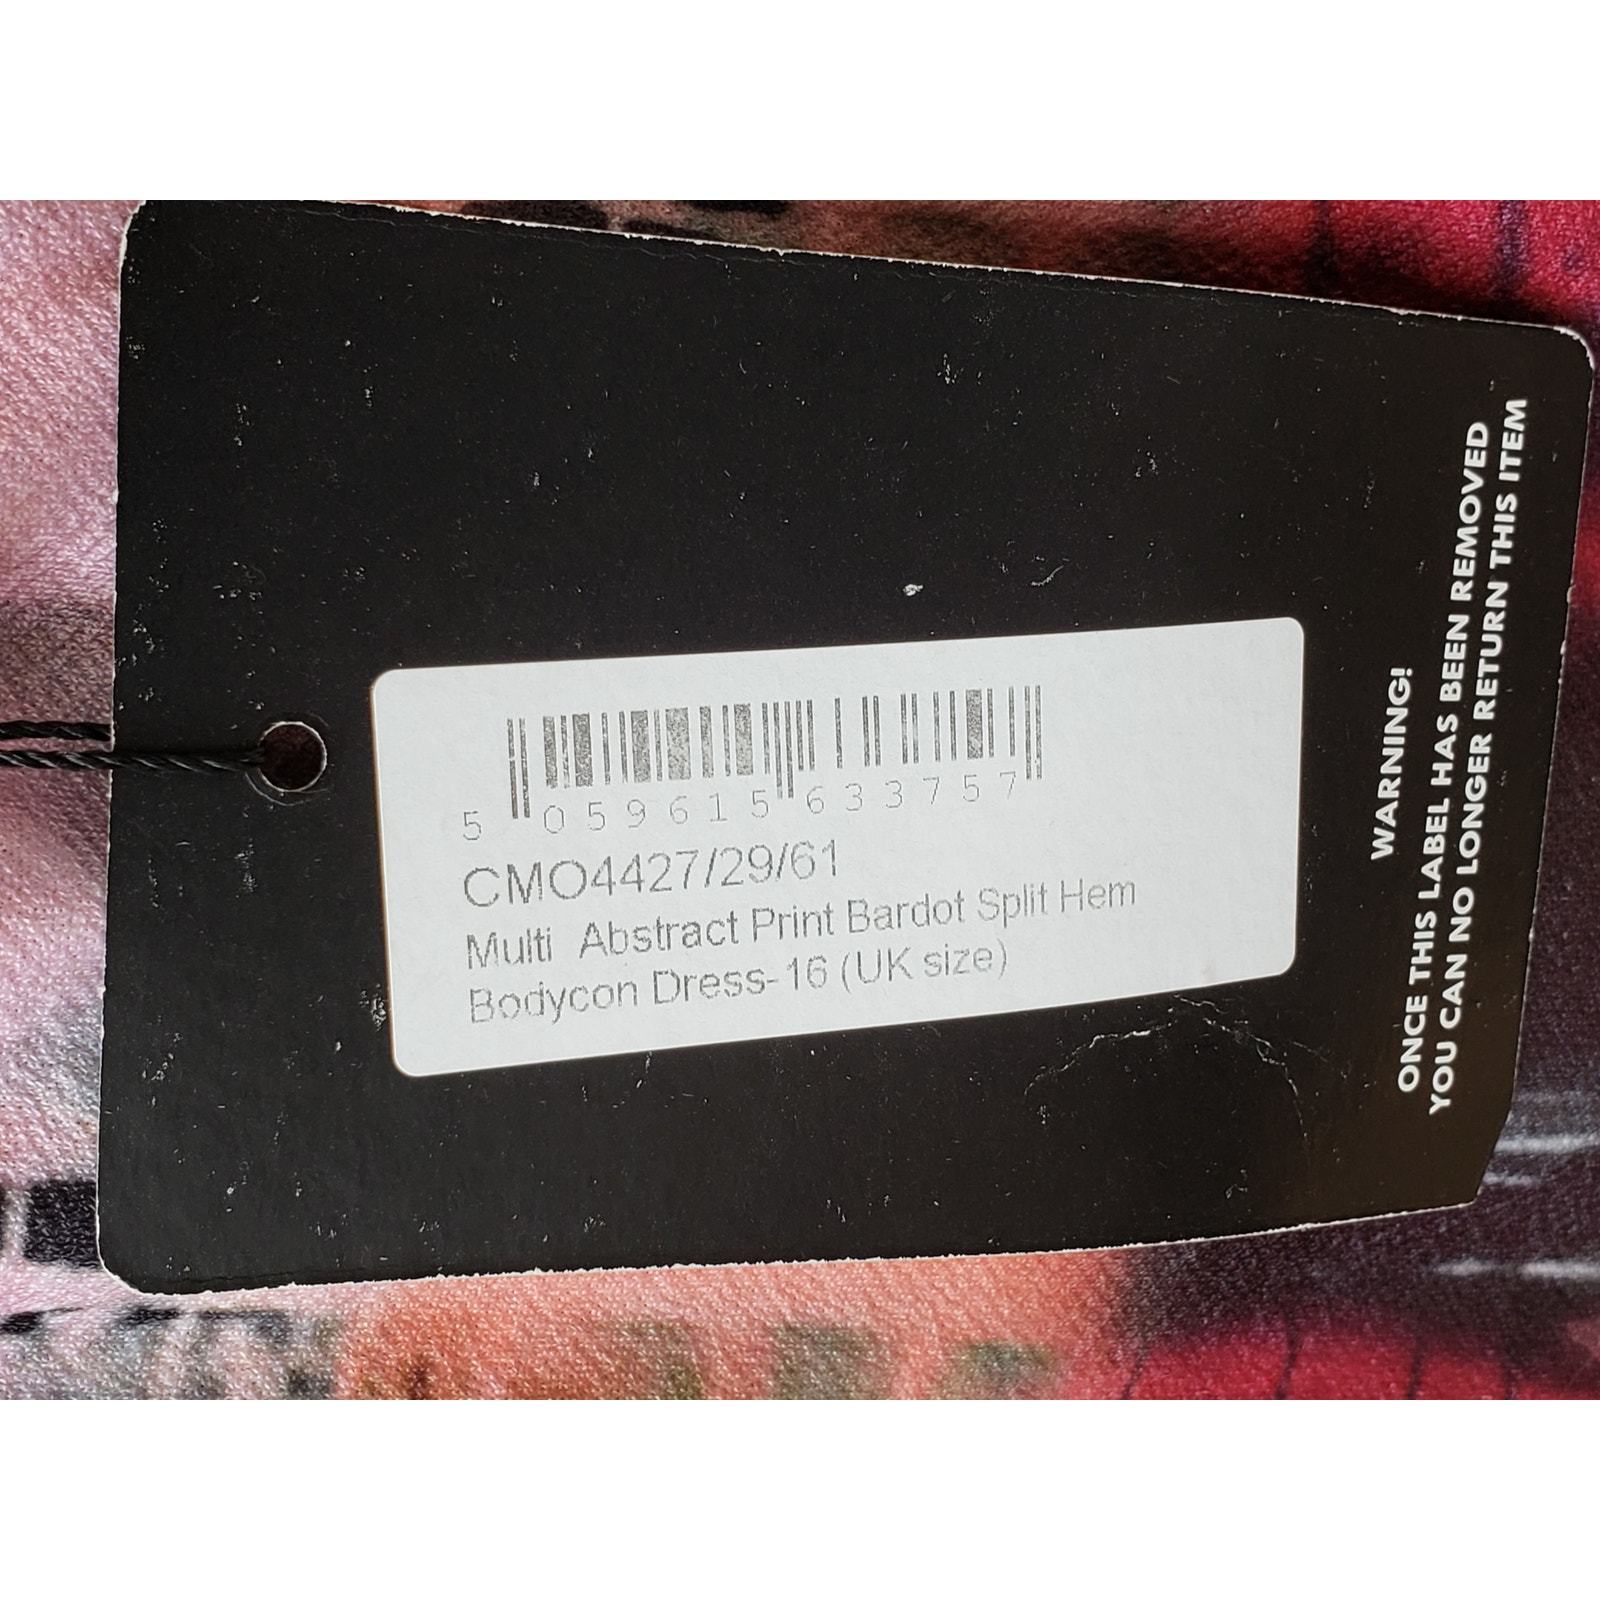 5 059615 633757
CMO4427/29/61
Multi Abstract Print Bardot Split Hem
Bodycon Dress-16 (UK size)
WARNING!
ONCE THIS LABEL HAS BEEN REMOVED
YOU CAN NO LONGER RETURN THIS ITEM